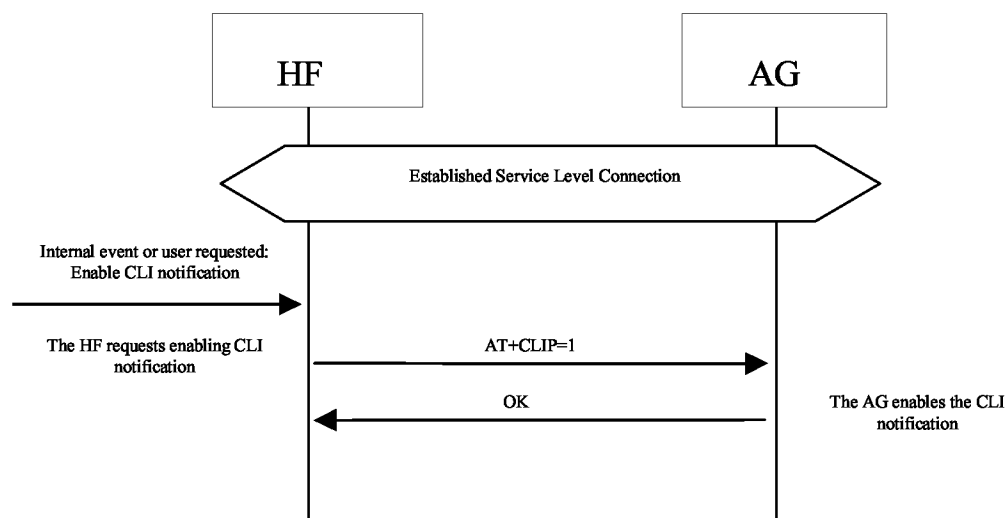 HF
AG
Established Service Level Connection
Internal event or user requested:
Enable CLI notification
The HF requests enabling CLI
notification
AT+CLIP=1
OK
The AG enables the CLI
notification